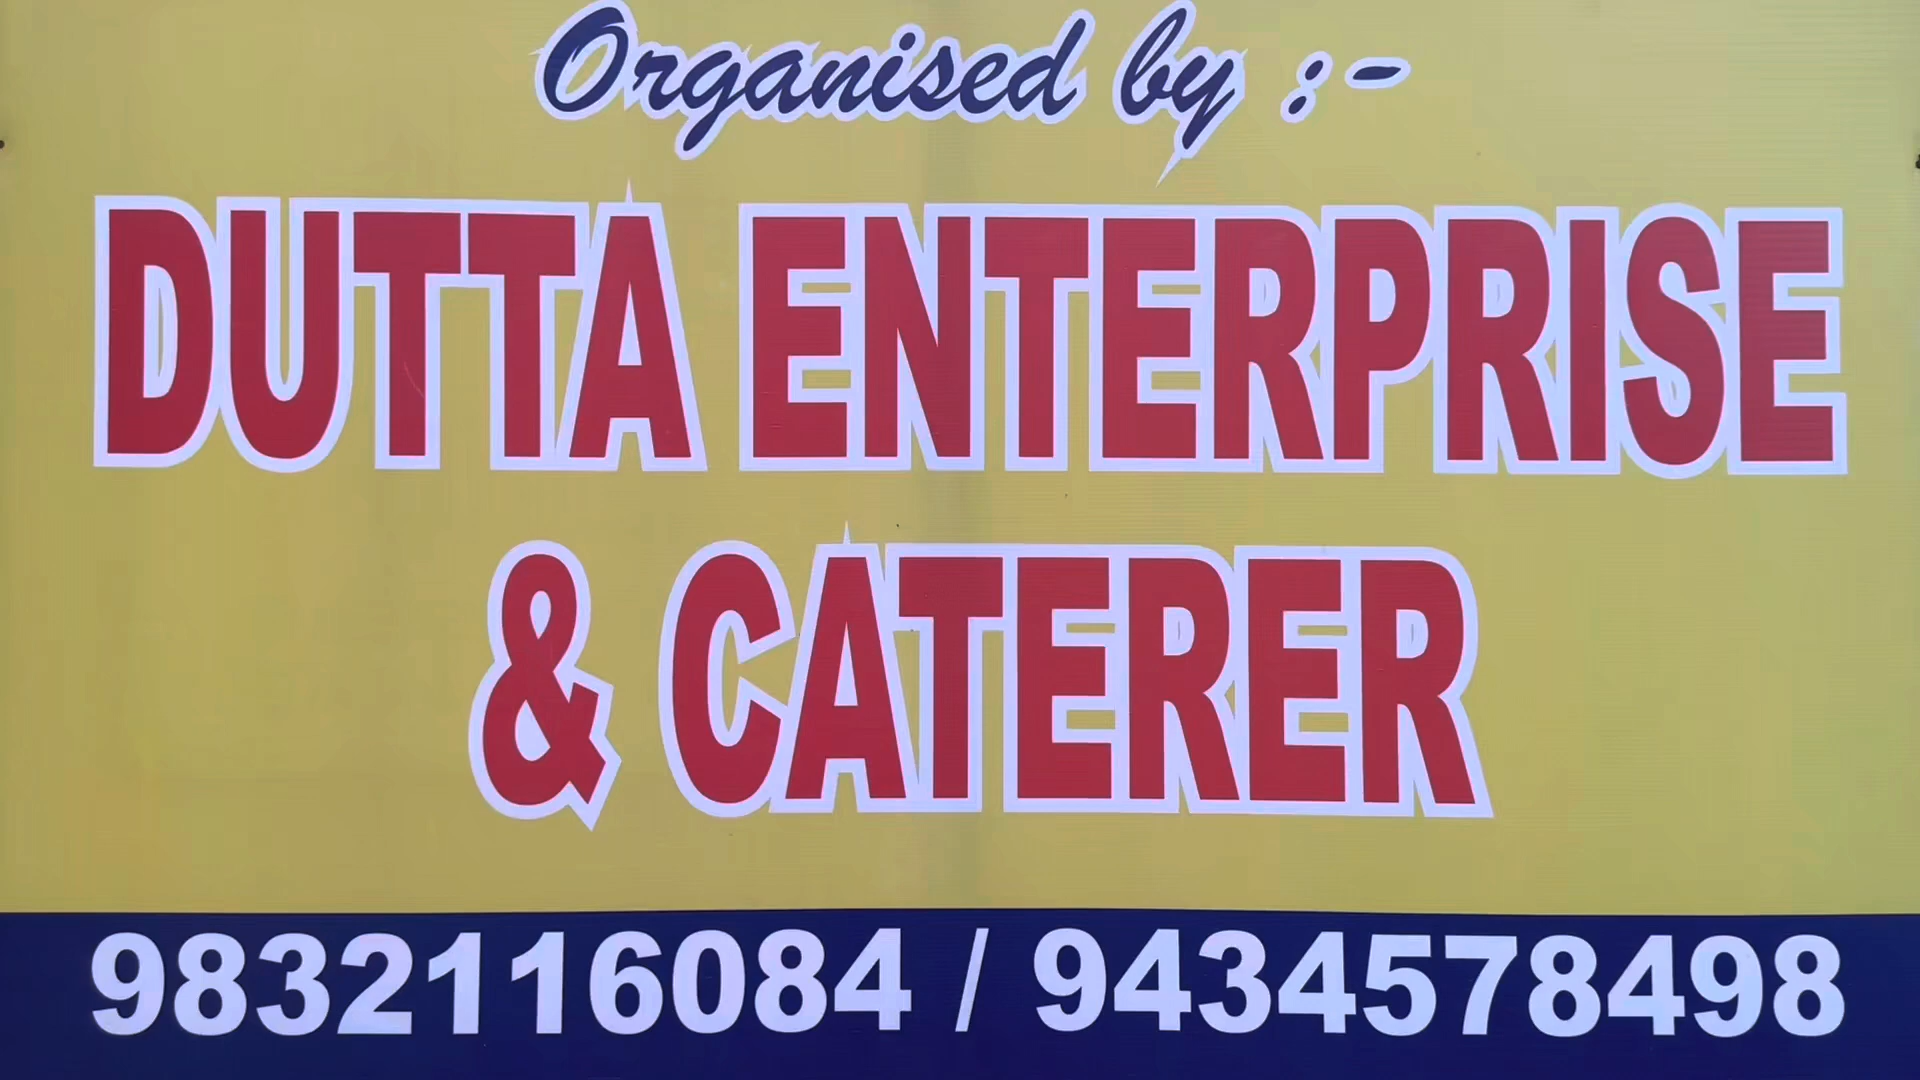 Organised by :-
DUTTA ENTERPRISE
& CATERER
9832116084 / 9434578498